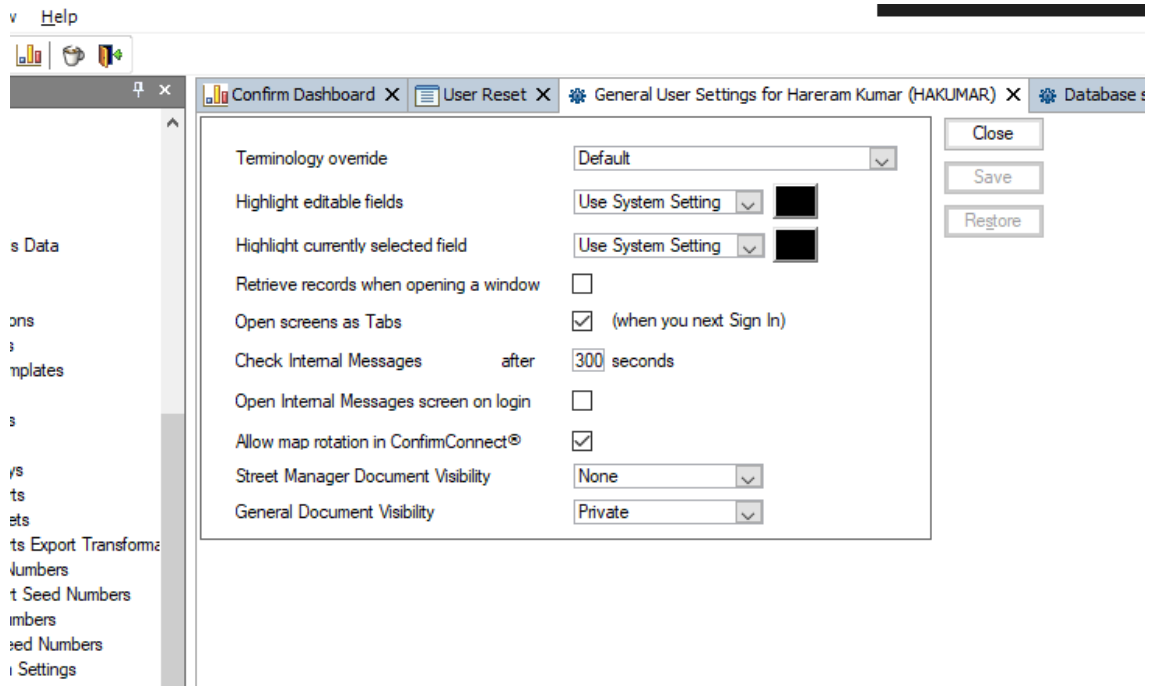 Help
Confirm Dashboard User Reset General User Settings for Hareram Kumar (HAKUMAR) Database
Terminology override Default
Highlight editable fields Use System Setting
Highlight currently selected field Use System Setting
Retrieve records when opening a window
Open screens as Tabs (when you next Sign In)
Check Internal Messages after 300 seconds
Open Internal Messages screen on login
Allow map rotation in ConfirmConnect®
Street Manager Document Visibility None
General Document Visibility Private
Close
Save
Restore
s Data
ons
s
mplates
s
ys
rts
ets
ts Export Transforma
Numbers
t Seed Numbers
umbers
eed Numbers
Settings